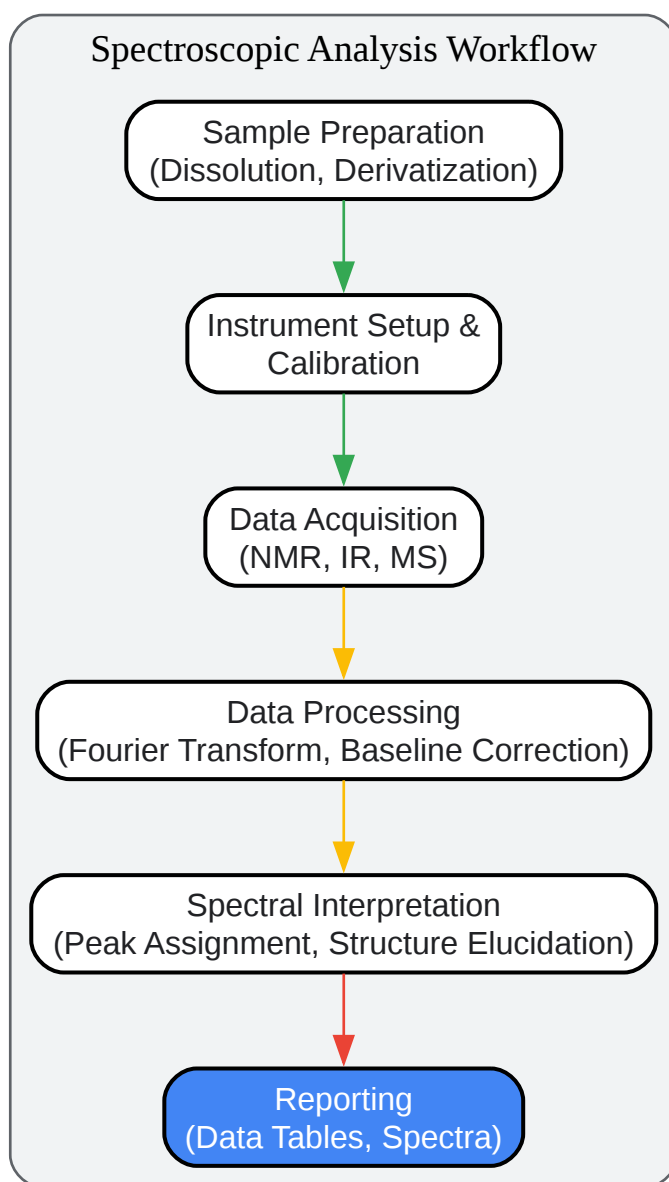 Spectroscopic Analysis Workflow
Sample Preparation
(Dissolution, Derivatization)
Instrument Setup &
Calibration
Data Acquisition
(NMR, IR, MS)
Data Processing
(Fourier Transform, Baseline Correction)
Spectral Interpretation
(Peak Assignment, Structure Elucidation)
Reporting
(Data Tables, Spectra)